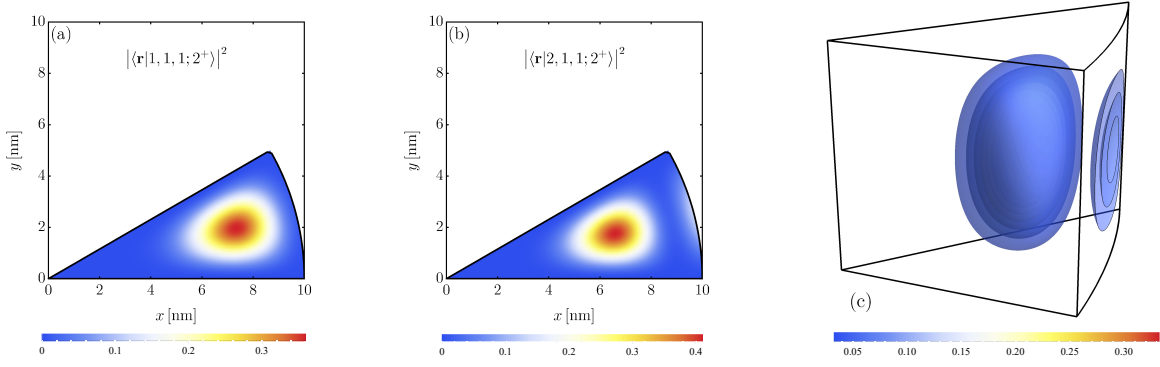 (a)
|⟨r|1, 1, 1; 2⁺⟩|²
10
8
6
4
2
0
y [nm]
0 2 4 6 8 10
x [nm]
0 0.1 0.2 0.3
(b)
|⟨r|2, 1, 1; 2⁺⟩|²
10
8
6
4
2
0
y [nm]
0 2 4 6 8 10
x [nm]
0 0.1 0.2 0.3 0.4
(c)
0.05 0.10 0.15 0.20 0.25 0.30